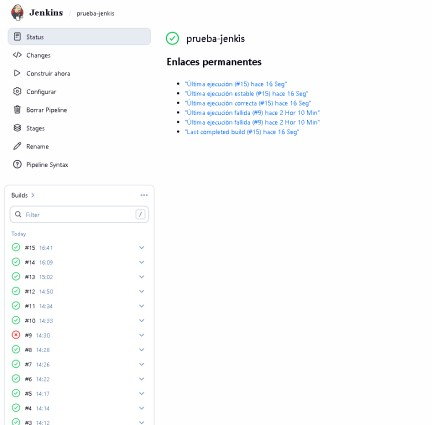 Jenkins / prueba-jenkis
Status
Changes
Construir ahora
Configurar
Borrar Pipeline
Stages
Rename
Pipeline Syntax
prueba-jenkis
Enlaces permanentes
"Última ejecución (#15) hace 16 Seg"
"Última ejecución estable (#15) hace 16 Seg"
"Última ejecución correcta (#15) hace 16 Seg"
"Última ejecución fallida (#9) hace 2 Hor 10 Min"
"Última ejecución fallida (#9) hace 2 Hor 10 Min"
"Last completed build (#15) hace 16 Seg"
Builds >
Filter /
Today
#15 16:41
#14 16:09
#13 15:02
#12 14:50
#11 14:34
#10 14:33
#9 14:30
#8 14:28
#7 14:26
#6 14:22
#5 14:17
#4 14:14
#3 14:12